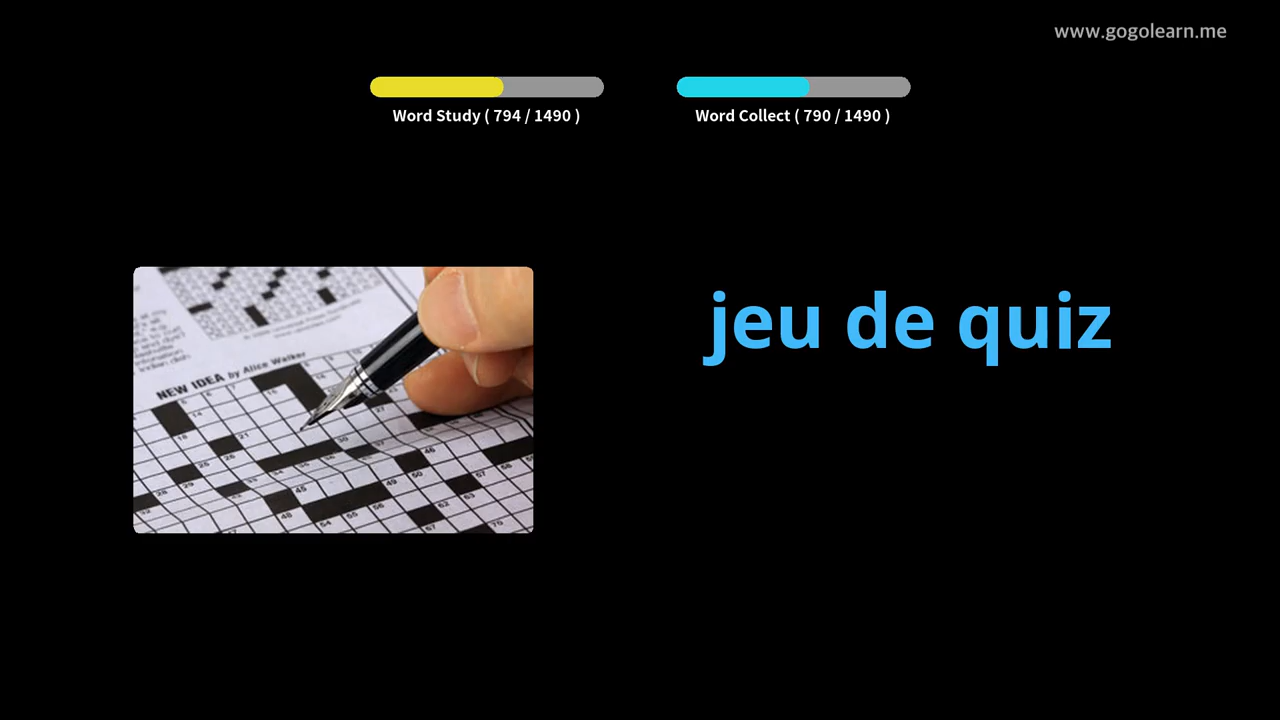 www.gogolearn.me
Word Study ( 794 / 1490 )
Word Collect ( 790 / 1490 )
jeu de quiz
NEW IDEA by Alice Walker